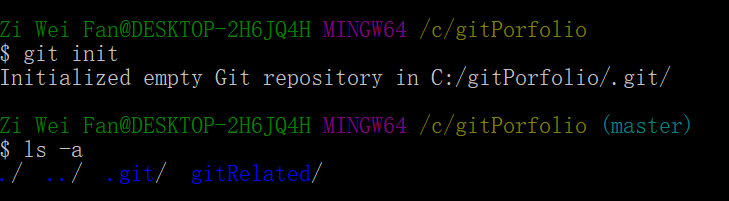 Zi Wei Fan@DESKTOP-2H6JQ4H MINGW64 /c/gitPorfolio
$ git init
Initialized empty Git repository in C:/gitPorfolio/.git/
Zi Wei Fan@DESKTOP-2H6JQ4H MINGW64 /c/gitPorfolio (master)
$ ls -a
./  ../  .git/  gitRelated/